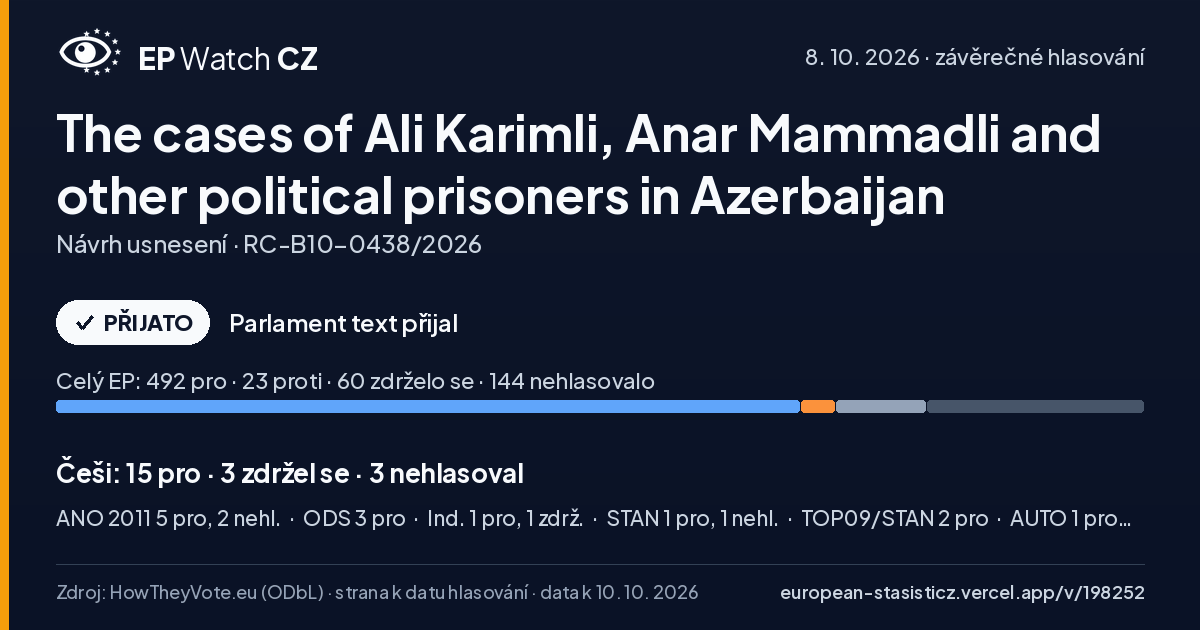 EP Watch CZ
8. 10. 2026 · závěrečné hlasování
The cases of Ali Karimli, Anar Mammadli and
other political prisoners in Azerbaijan
Návrh usnesení · RC-B10-0438/2026
✓ PŘIJATO
Parlament text přijal
Celý EP: 492 pro · 23 proti · 60 zdrželo se · 144 nehlasovalo
Češi: 15 pro · 3 zdržel se · 3 nehlasoval
ANO 2011 5 pro, 2 nehl. · ODS 3 pro · Ind. 1 pro, 1 zdrž. · STAN 1 pro, 1 nehl. · TOP09/STAN 2 pro · AUTO 1 pro…
Zdroj: HowTheyVote.eu (ODbL) · strana k datu hlasování · data k 10. 10. 2026
european-stasisticz.vercel.app/v/198252